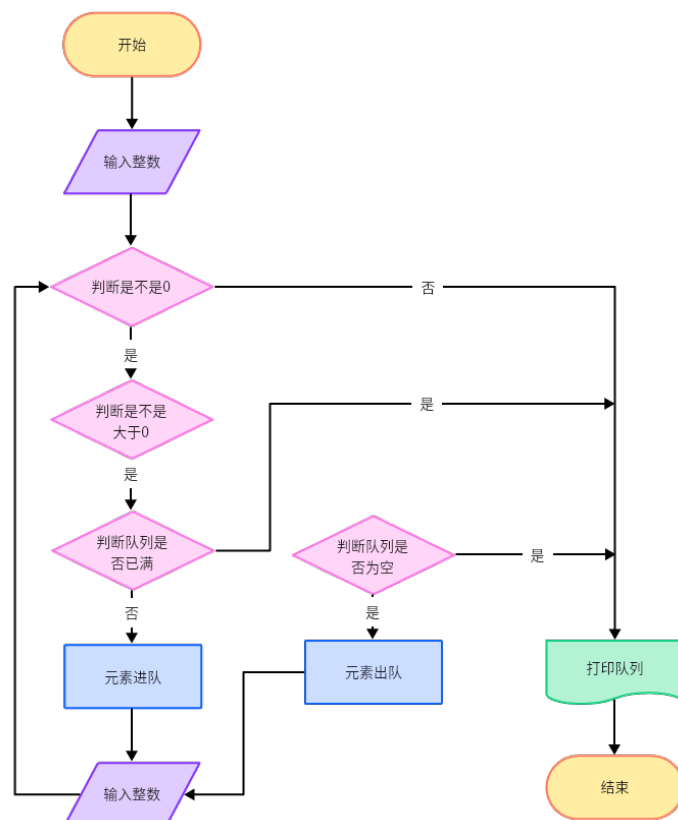 开始
输入整数
判断是不是0
否
是
判断是不是
大于0
是
是
判断队列是
否已满
判断队列是
否为空
是
否
是
元素进队
元素出队
打印队列
输入整数
结束